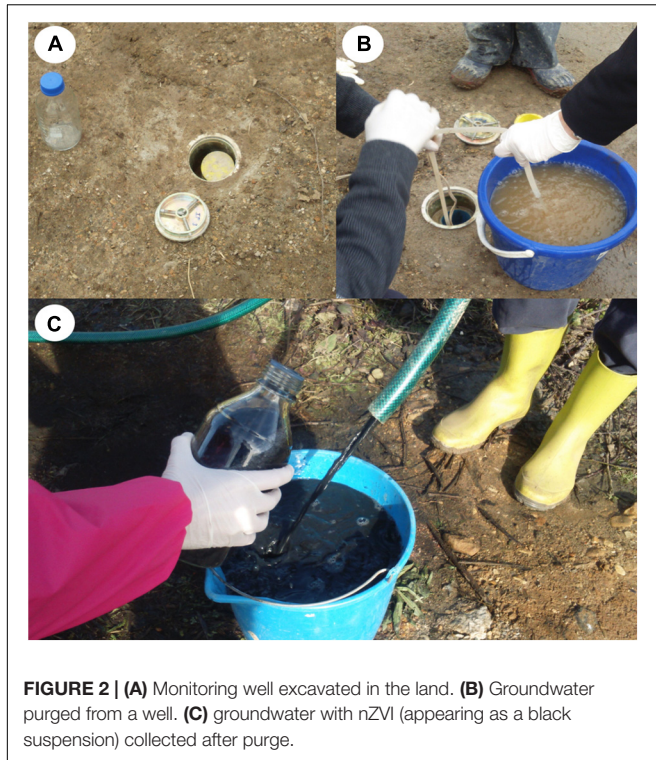 A
B
C
FIGURE 2 | (A) Monitoring well excavated in the land. (B) Groundwater
purged from a well. (C) groundwater with nZVI (appearing as a black
suspension) collected after purge.